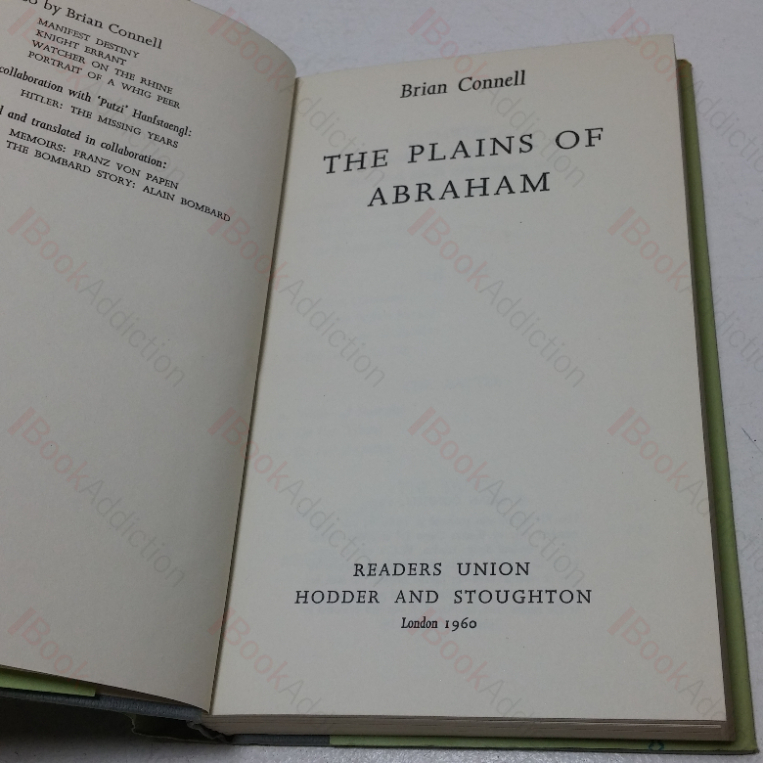 by Brian Connell
MANIFEST DESTINY
KNIGHT ERRANT
WATCHER ON THE RHINE
PORTRAIT OF A WHIG PEER
collaboration with 'Putzi' Hanfstaengl:
HITLER: THE MISSING YEARS
and translated in collaboration:
MEMOIRS: FRANZ VON PAPEN
THE BOMBARD STORY: ALAIN BOMBARD
Brian Connell
THE PLAINS OF
ABRAHAM
READERS UNION
HODDER AND STOUGHTON
London 1960
BookAddiction